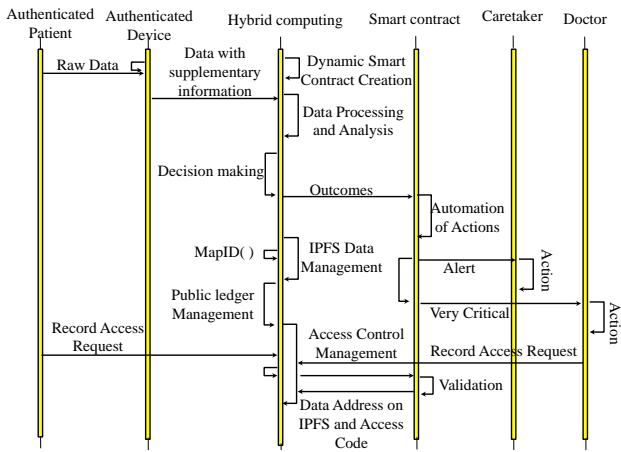 Authenticated
Patient
Authenticated
Device
Hybrid computing
Smart contract
Caretaker
Doctor
Raw Data
Data with
supplementary
information
Dynamic Smart
Contract Creation
Data Processing
and Analysis
Decision making
Outcomes
Automation
of Actions
MapID( )
IPFS Data
Management
Alert
Action
Public ledger
Management
Very Critical
Action
Record Access
Request
Access Control
Management
Record Access Request
Validation
Data Address on
IPFS and Access
Code